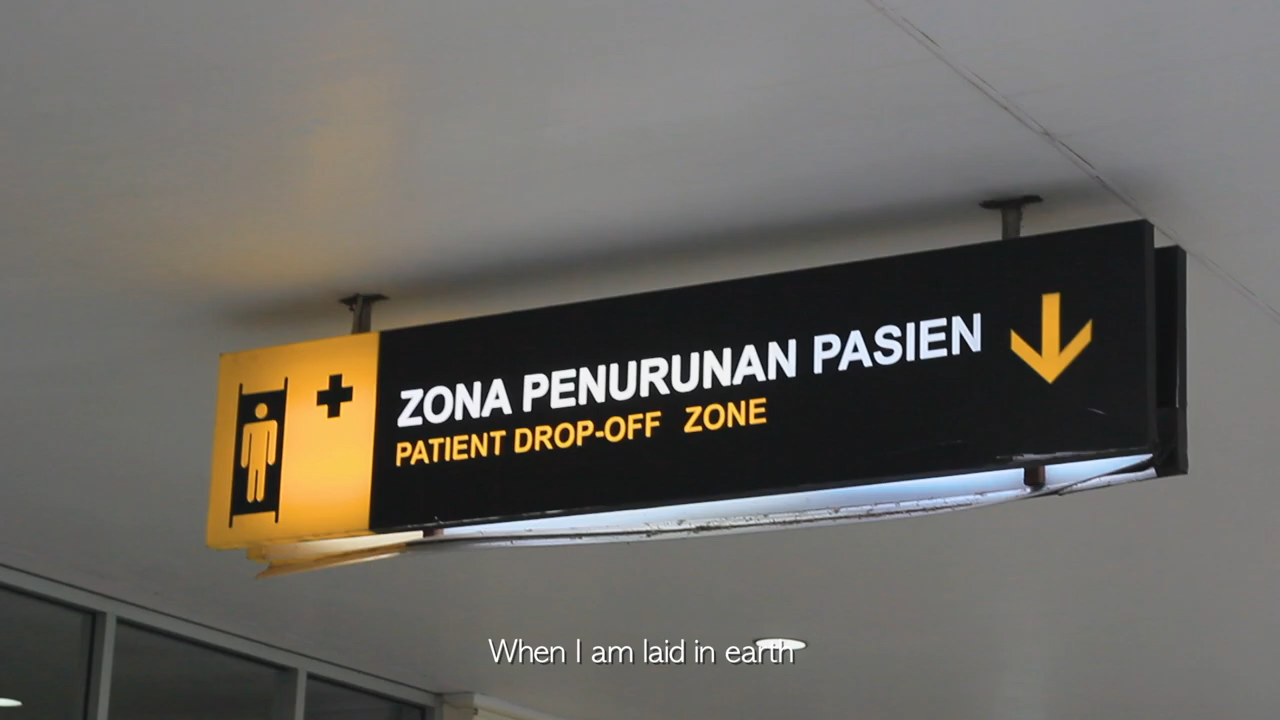 ZONA PENURUNAN PASIEN
PATIENT DROP-OFF ZONE
When I am laid in earth